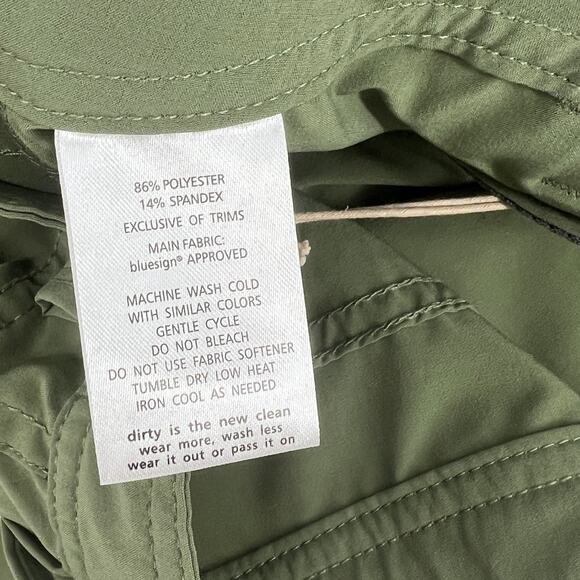 86% POLYESTER
14% SPANDEX
EXCLUSIVE OF TRIMS
MAIN FABRIC:
bluesign® APPROVED
MACHINE WASH COLD
WITH SIMILAR COLORS
GENTLE CYCLE
DO NOT BLEACH
DO NOT USE FABRIC SOFTENER
TUMBLE DRY LOW HEAT
IRON COOL AS NEEDED
dirty is the new clean
wear more, wash less
wear it out or pass it on